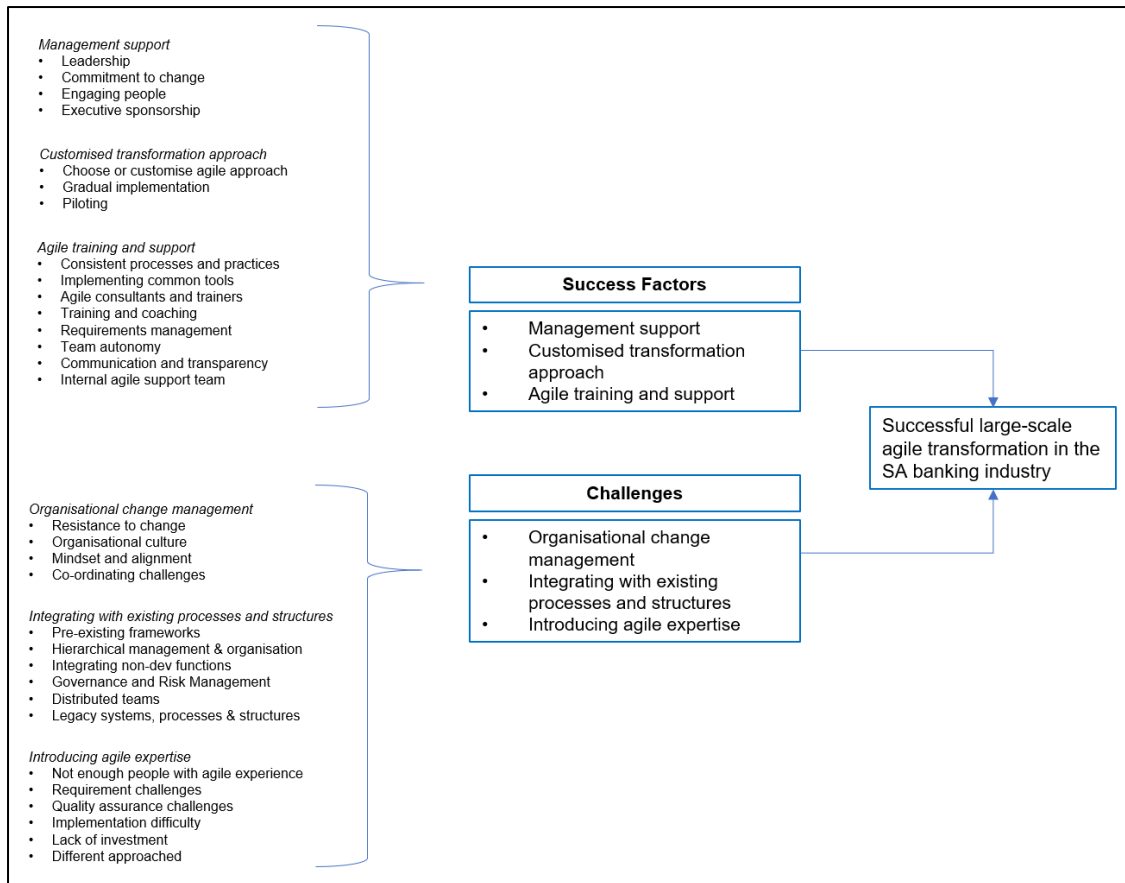 Management support
• Leadership
• Commitment to change
• Engaging people
• Executive sponsorship
Customised transformation approach
• Choose or customise agile approach
• Gradual implementation
• Piloting
Agile training and support
• Consistent processes and practices
• Implementing common tools
• Agile consultants and trainers
• Training and coaching
• Requirements management
• Team autonomy
• Communication and transparency
• Internal agile support team
Success Factors
• Management support
• Customised transformation
approach
• Agile training and support
Successful large-scale
agile transformation in the
SA banking industry
Challenges
• Organisational change
management
• Integrating with existing
processes and structures
• Introducing agile expertise
Organisational change management
• Resistance to change
• Organisational culture
• Mindset and alignment
• Co-ordinating challenges
Integrating with existing processes and structures
• Pre-existing frameworks
• Hierarchical management & organisation
• Integrating non-dev functions
• Governance and Risk Management
• Distributed teams
• Legacy systems, processes & structures
Introducing agile expertise
• Not enough people with agile experience
• Requirement challenges
• Quality assurance challenges
• Implementation difficulty
• Lack of investment
• Different approached